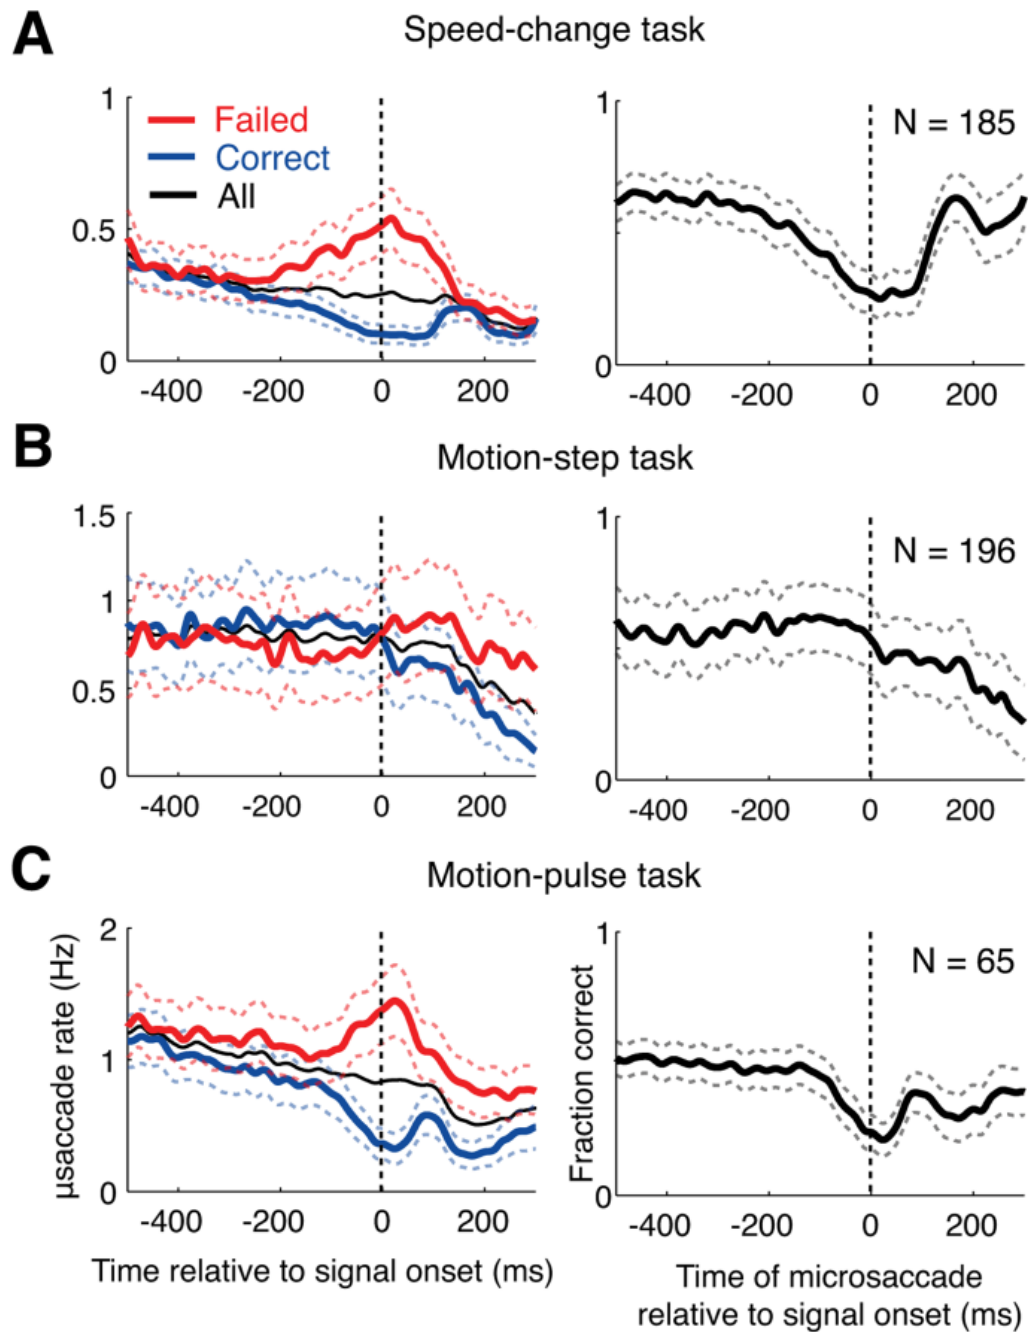 A
Speed-change task
1
0.5
0
Failed
Correct
All
-400 -200 0 200
1
0
N = 185
-400 -200 0 200
B
Motion-step task
1.5
1
0.5
0
-400 -200 0 200
1
0
N = 196
-400 -200 0 200
C
Motion-pulse task
μsaccade rate (Hz)
2
1
0
-400 -200 0 200
Time relative to signal onset (ms)
Fraction correct
1
0
N = 65
-400 -200 0 200
Time of microsaccade
relative to signal onset (ms)